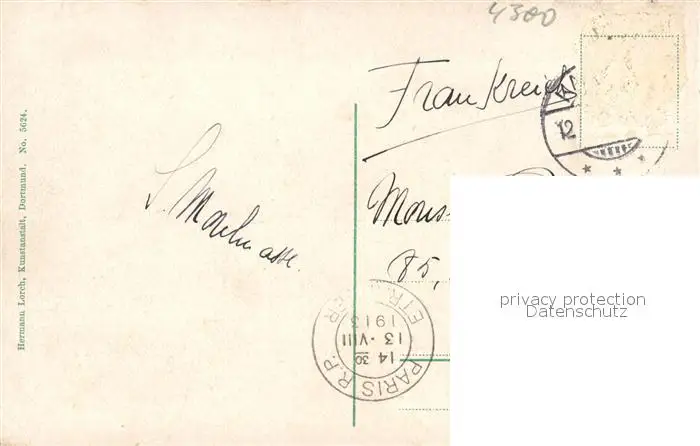 4300
Frankreich
12
Mons
85,
privacy protection
Datenschutz
PARIS R.P.
14 30
13 · VIII
1913
ETR
Hermann Lorch, Kunstanstalt, Dortmund. No. 5624.